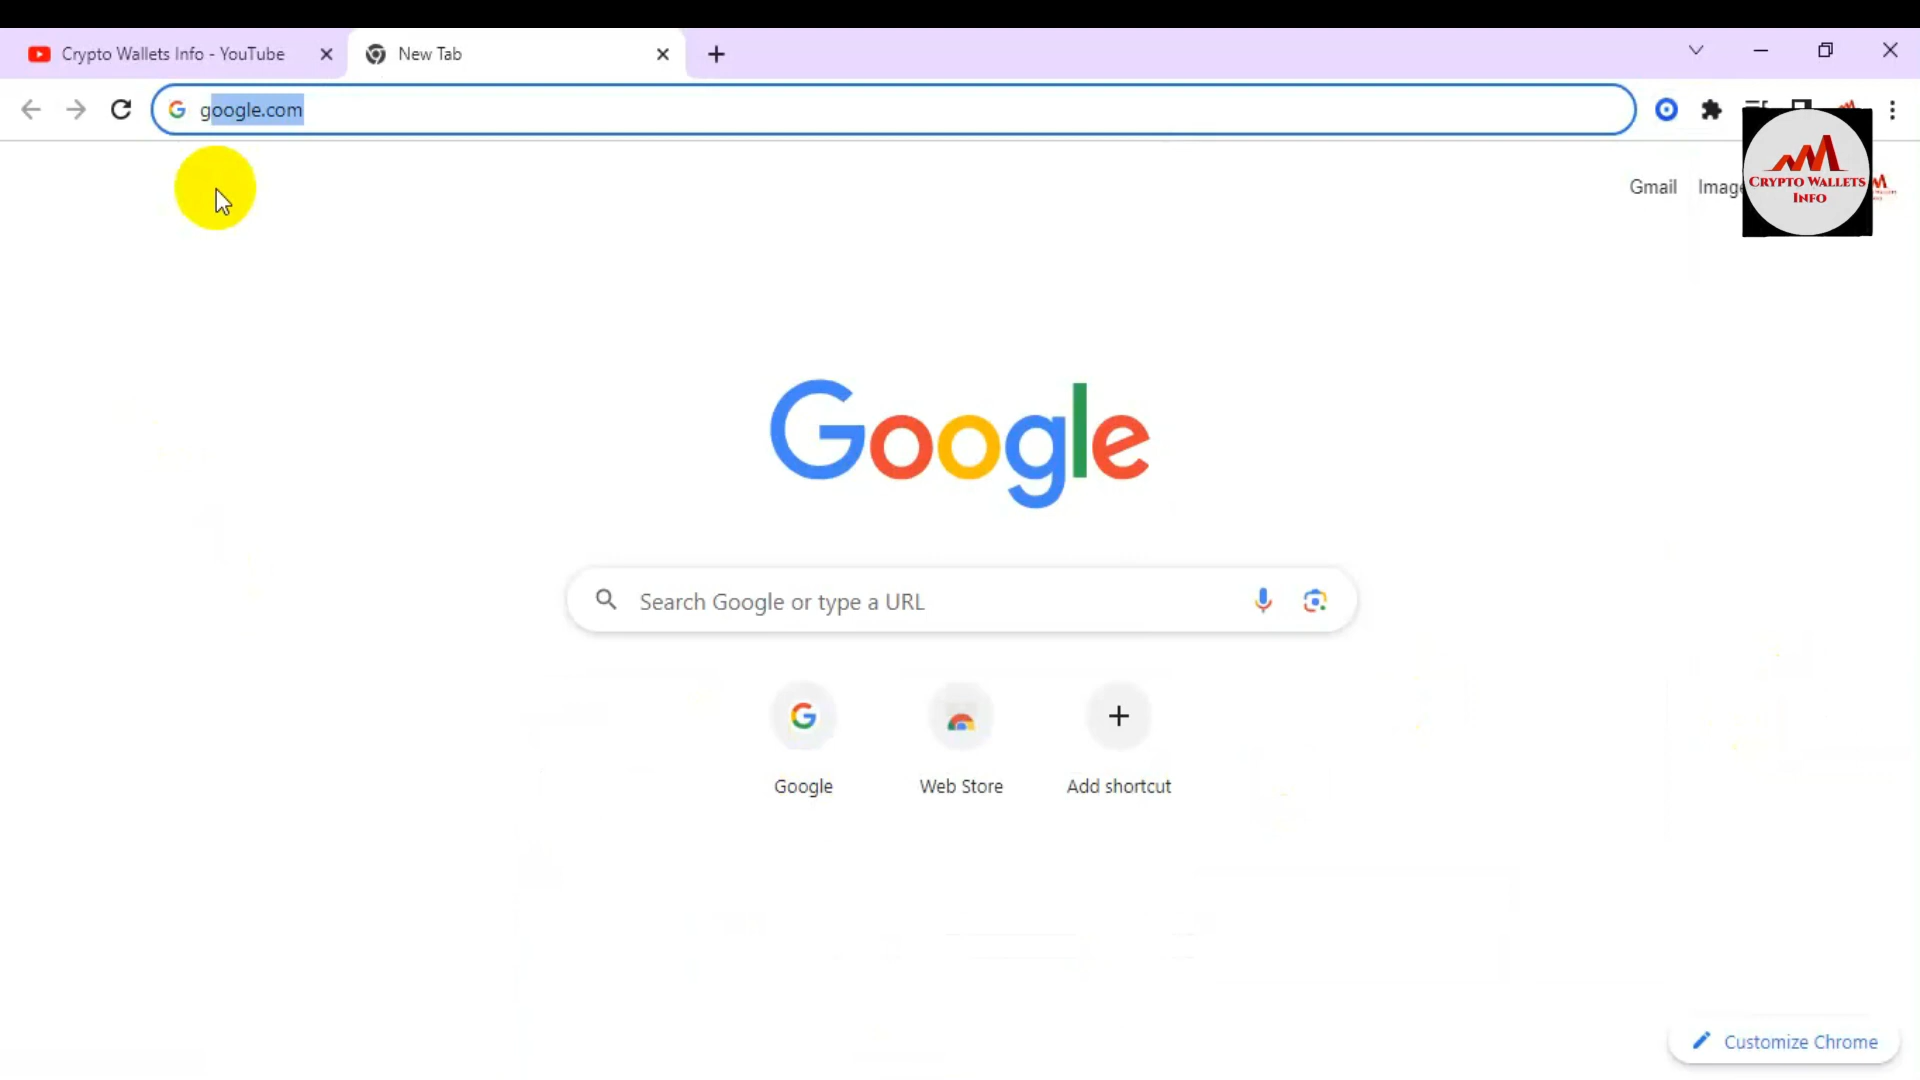 Crypto Wallets Info - YouTube
New Tab
google.com
Gmail
CRYPTO WALLETS
INFO
Google
Search Google or type a URL
Google
Web Store
Add shortcut
Customize Chrome